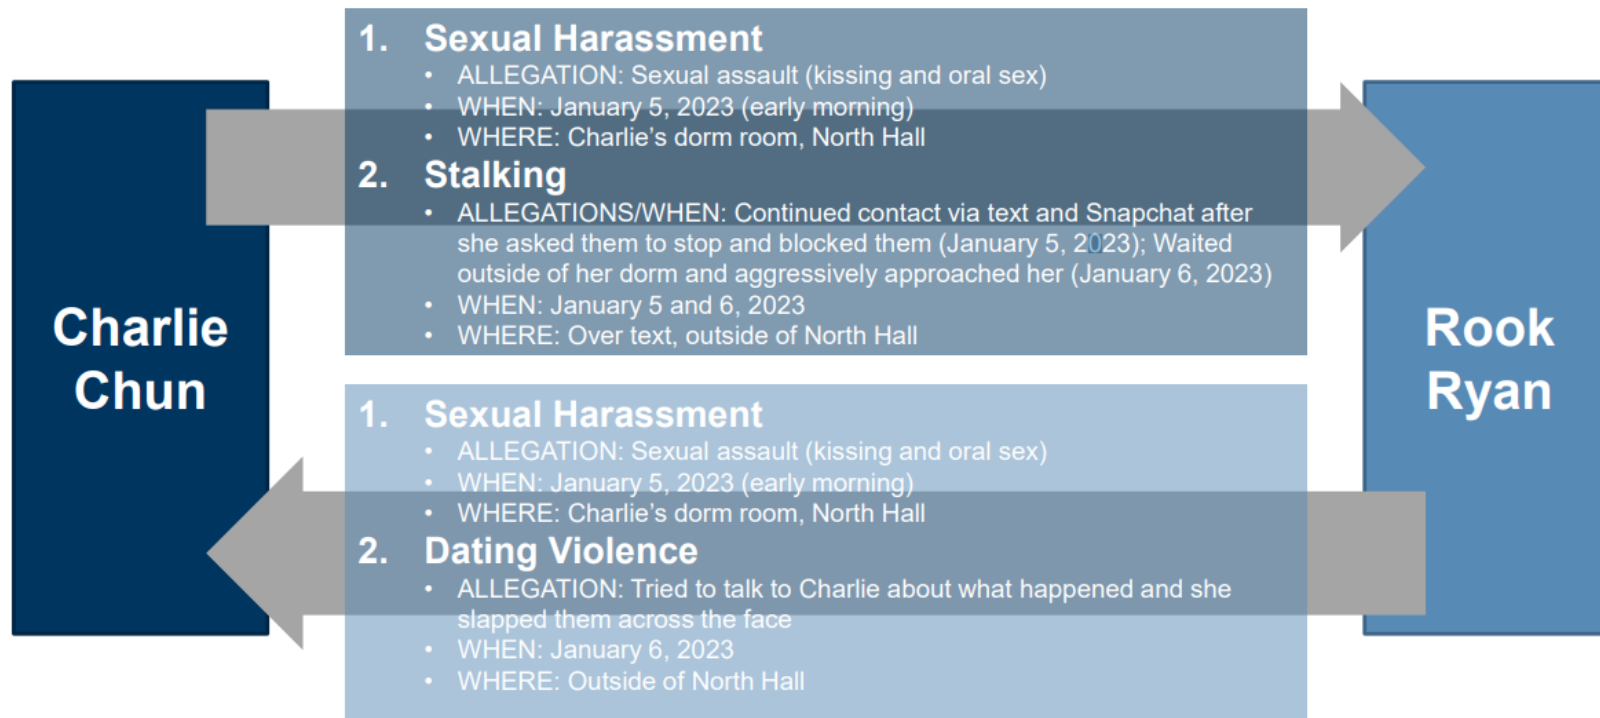 1. Sexual Harassment
• ALLEGATION: Sexual assault (kissing and oral sex)
• WHEN: January 5, 2023 (early morning)
• WHERE: Charlie's dorm room, North Hall
2. Stalking
• ALLEGATIONS/WHEN: Continued contact via text and Snapchat after
she asked them to stop and blocked them (January 5, 2023); Waited
outside of her dorm and aggressively approached her (January 6, 2023)
• WHEN: January 5 and 6, 2023
• WHERE: Over text, outside of North Hall
Charlie
Chun
Rook
Ryan
1. Sexual Harassment
• ALLEGATION: Sexual assault (kissing and oral sex)
• WHEN: January 5, 2023 (early morning)
• WHERE: Charlie's dorm room, North Hall
2. Dating Violence
• ALLEGATION: Tried to talk to Charlie about what happened and she
slapped them across the face
• WHEN: January 6, 2023
• WHERE: Outside of North Hall